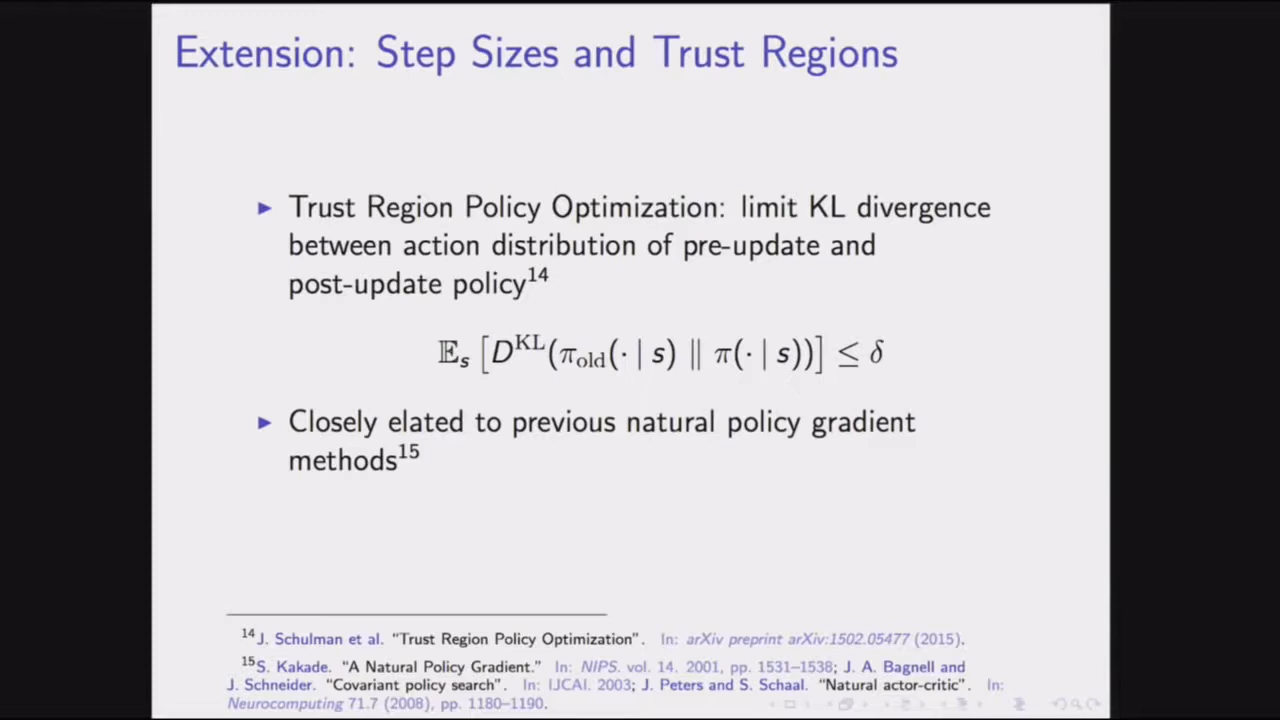 Extension: Step Sizes and Trust Regions
▶ Trust Region Policy Optimization: limit KL divergence
between action distribution of pre-update and
post-update policy¹⁴
𝔼ₛ [Dᴷᴸ(π_old(· | s) ∥ π(· | s))] ≤ δ
▶ Closely elated to previous natural policy gradient
methods¹⁵
¹⁴J. Schulman et al. “Trust Region Policy Optimization”. In: arXiv preprint arXiv:1502.05477 (2015).
¹⁵S. Kakade. “A Natural Policy Gradient.” In: NIPS. vol. 14. 2001, pp. 1531–1538; J. A. Bagnell and
J. Schneider. “Covariant policy search”. In: IJCAI. 2003; J. Peters and S. Schaal. “Natural actor-critic”. In:
Neurocomputing 71.7 (2008), pp. 1180–1190.